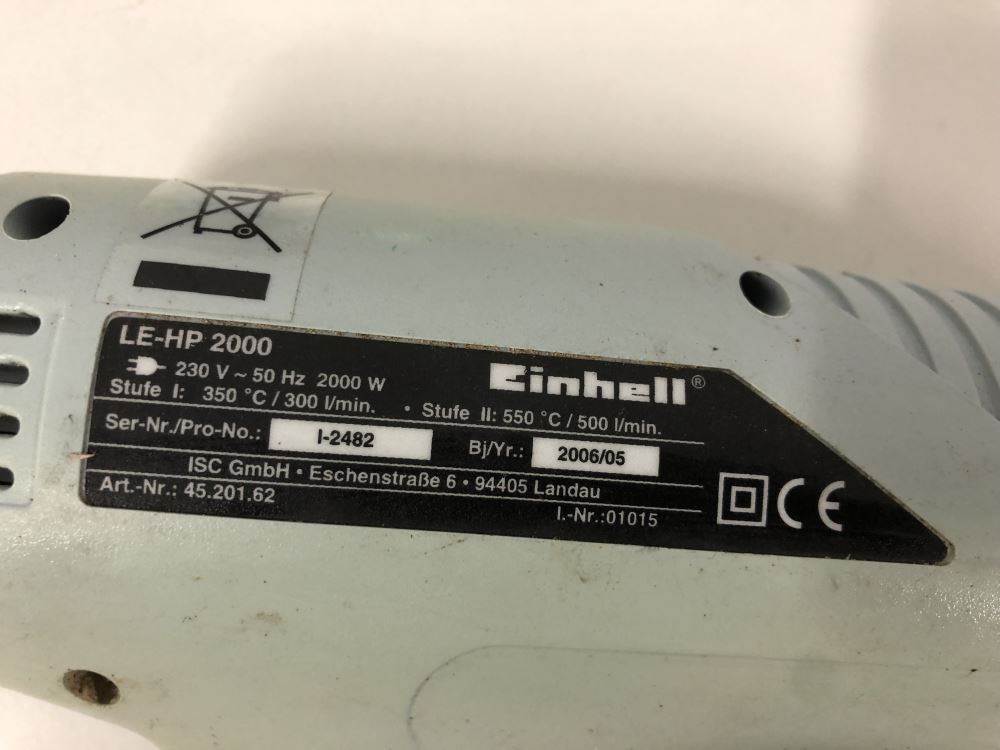 LE-HP 2000
230 V ~ 50 Hz 2000 W
Einhell®
Stufe I: 350 °C / 300 l/min. • Stufe II: 550 °C / 500 l/min.
Ser-Nr./Pro-No.: I-2482 Bj/Yr.: 2006/05
ISC GmbH • Eschenstraße 6 • 94405 Landau
Art.-Nr.: 45.201.62 I.-Nr.:01015
CE